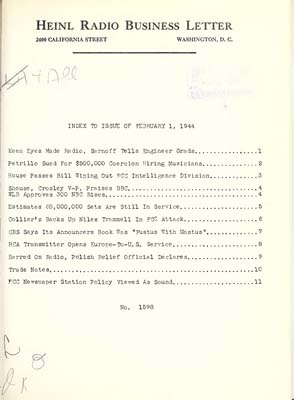 HEINL RADIO BUSINESS LETTER
2400 CALIFORNIA STREET WASHINGTON, D. C.
INDEX TO ISSUE OF FEBRUARY 1, 1944
Keen Eyes Made Radio, Sarnoff Tells Engineer Grads..................1
Petrillo Sued For $500,000 Coercion Hiring Musicians................2
House Passes Bill Wiping Out FCC Intelligence Division..............3
Shouse, Crosley V-P, Praises BBC....................................4
WLB Approves 300 NBC Rises..........................................4
Estimates 60,000,000 Sets Are Still In Service......................5
Collier's Backs Up Niles Trammell In FCC Attack.....................6
CBS Says Its Announcers Book Was "Fustus With Mostus"...............7
RCA Transmitter Opens Europe-To-U.S. Service........................8
Barred On Radio, Polish Relief Official Declares....................9
Trade Notes........................................................10
FCC Newspaper Station Policy Viewed As Sound.......................11
No. 1598